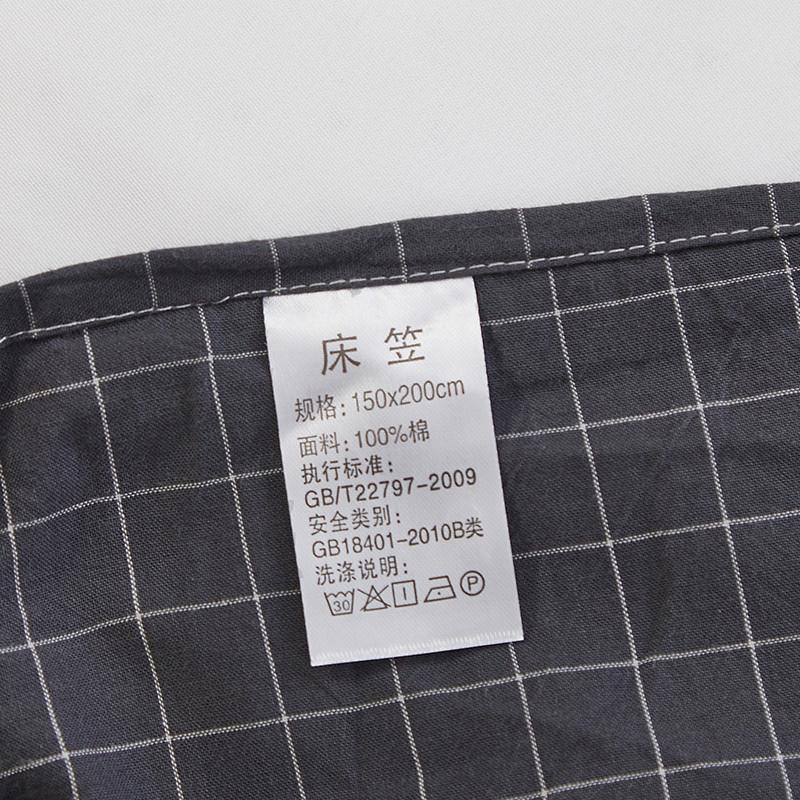 床笠
规格:150x200cm
面料:100%棉
执行标准:
GB/T22797-2009
安全类别:
GB18401-2010B类
洗涤说明:
30 P